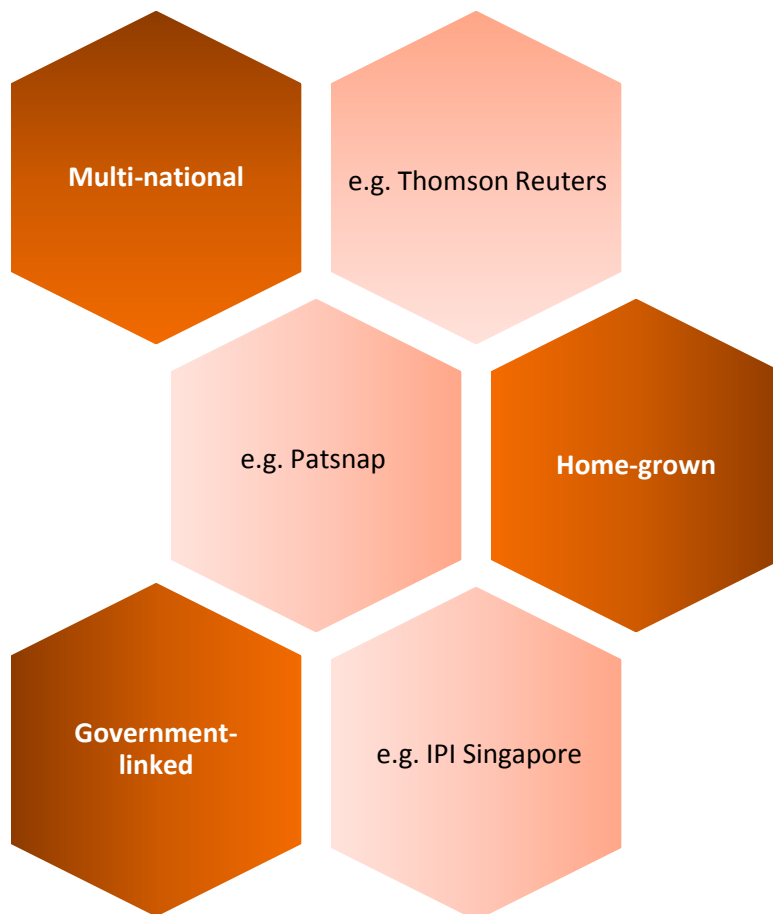 Multi-national
e.g. Thomson Reuters
e.g. Patsnap
Home-grown
Government-
linked
e.g. IPI Singapore